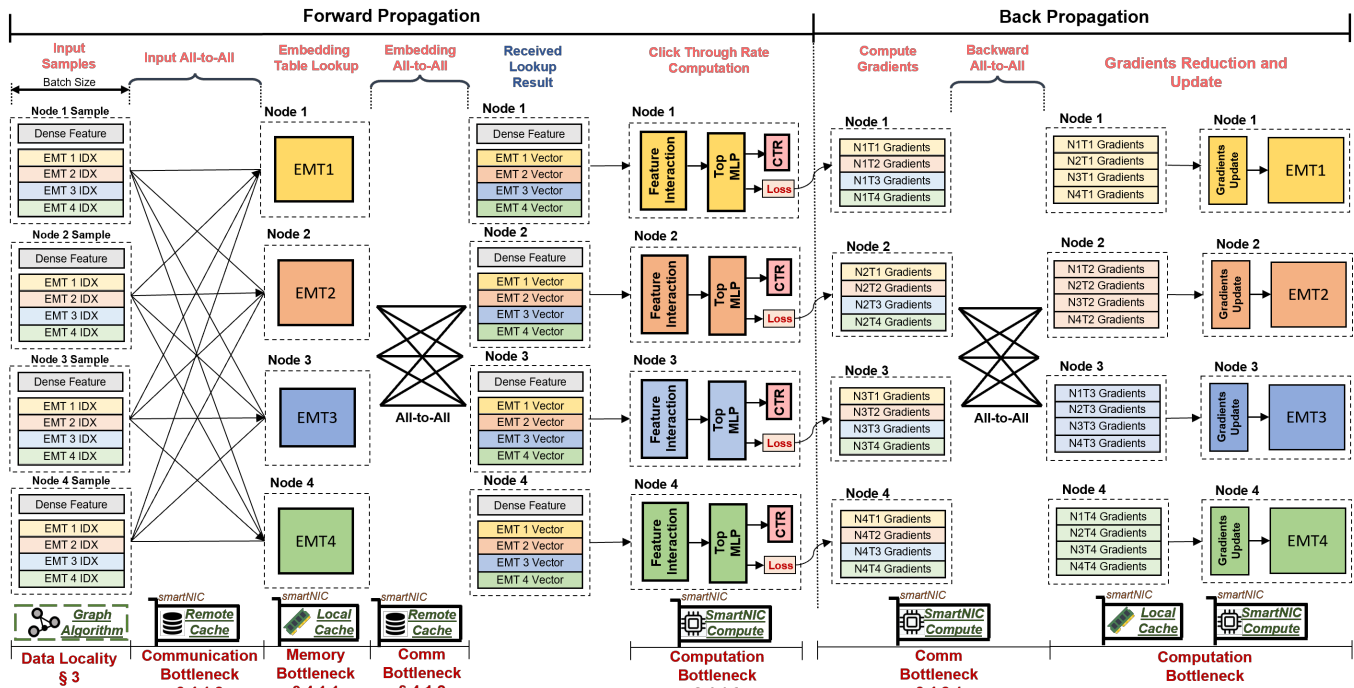 Forward Propagation
Back Propagation
Input
Samples
Input All-to-All
Embedding
Table Lookup
Embedding
All-to-All
Received
Lookup
Result
Click Through Rate
Computation
Compute
Gradients
Backward
All-to-All
Gradients Reduction and
Update
Batch Size
Node 1 Sample
Dense Feature
EMT 1 IDX
EMT 2 IDX
EMT 3 IDX
EMT 4 IDX
Node 2 Sample
Dense Feature
EMT 1 IDX
EMT 2 IDX
EMT 3 IDX
EMT 4 IDX
Node 3 Sample
Dense Feature
EMT 1 IDX
EMT 2 IDX
EMT 3 IDX
EMT 4 IDX
Node 4 Sample
Dense Feature
EMT 1 IDX
EMT 2 IDX
EMT 3 IDX
EMT 4 IDX
Node 1
EMT1
Node 2
EMT2
Node 3
EMT3
Node 4
EMT4
All-to-All
Node 1
Dense Feature
EMT 1 Vector
EMT 2 Vector
EMT 3 Vector
EMT 4 Vector
Node 2
Dense Feature
EMT 1 Vector
EMT 2 Vector
EMT 3 Vector
EMT 4 Vector
Node 3
Dense Feature
EMT 1 Vector
EMT 2 Vector
EMT 3 Vector
EMT 4 Vector
Node 4
Dense Feature
EMT 1 Vector
EMT 2 Vector
EMT 3 Vector
EMT 4 Vector
Node 1
Feature
Interaction
Top
MLP
CTR
Loss
Node 2
Feature
Interaction
Top
MLP
CTR
Loss
Node 3
Feature
Interaction
Top
MLP
CTR
Loss
Node 4
Feature
Interaction
Top
MLP
CTR
Loss
Node 1
N1T1 Gradients
N1T2 Gradients
N1T3 Gradients
N1T4 Gradients
Node 2
N2T1 Gradients
N2T2 Gradients
N2T3 Gradients
N2T4 Gradients
Node 3
N3T1 Gradients
N3T2 Gradients
N3T3 Gradients
N3T4 Gradients
Node 4
N4T1 Gradients
N4T2 Gradients
N4T3 Gradients
N4T4 Gradients
All-to-All
Node 1
N1T1 Gradients
N2T1 Gradients
N3T1 Gradients
N4T1 Gradients
Node 2
N1T2 Gradients
N2T2 Gradients
N3T2 Gradients
N4T2 Gradients
Node 3
N1T3 Gradients
N2T3 Gradients
N3T3 Gradients
N4T3 Gradients
Node 4
N1T4 Gradients
N2T4 Gradients
N3T4 Gradients
N4T4 Gradients
Node 1
Gradients
Update
EMT1
Node 2
Gradients
Update
EMT2
Node 3
Gradients
Update
EMT3
Node 4
Gradients
Update
EMT4
Graph
Algorithm
smartNIC
Remote
Cache
smartNIC
Local
Cache
smartNIC
Remote
Cache
smartNIC
SmartNIC
Compute
smartNIC
SmartNIC
Compute
smartNIC
Local
Cache
smartNIC
SmartNIC
Compute
Data Locality
§ 3
Communication
Bottleneck
Memory
Bottleneck
Comm
Bottleneck
Computation
Bottleneck
Comm
Bottleneck
Computation
Bottleneck